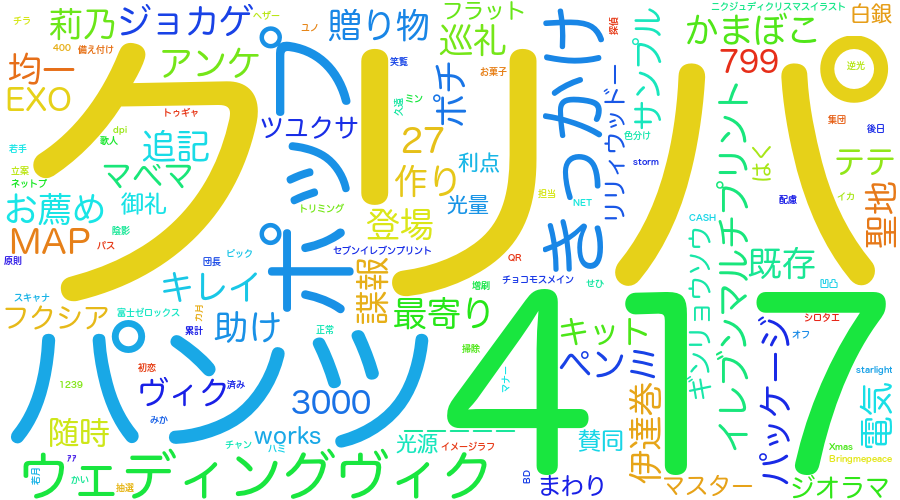 クリパ
417
パンツ
ポップ
きっかけ
ウェディングヴィク
莉乃
ジョカゲ
ヘザー
ユノ
贈り物
フラット
巡礼
ニクジュディクリスマスイラスト
白銀
かまぼこ
799
サンプル
探偵
チラ
400
備え付け
均一
アンケ
EXO
笑覧
ポチ
お菓子
久遠
ミン
リリィウッド
逆光
トゥギャ
ツユクサ
27
dpi
歌人
追記
若手
立案
マベマ
ネットプ
利点
作り
光量
色分け
storm
集団
後日
テテ
ほく
イレブンマルチプリント
お薦め
御礼
陰影
トリミング
登場
担当
NET
配慮
イカ
聖地
CASH
MAP
バス
原則
団長
ピック
セブンイレブンプリント
QR
ギンリョウソウ
既存
キレイ
諜報
増刷
チョコモスメイン
せひ
凹凸
スキャナ
フクシア
富士ゼロックス
カ月
累計
助け
正常
最寄り
キット
ペン
シロタエ
オフ
パッケージ
掃除
初恋
1239
ヴィク
済み
3000
マナー
伊達巻
starlight
電気
みか
随時
works
チャン
ハミ
光源
イメージラフ
賛同
若月
かい
抽選
BD
まわり
マスター
Xmas
Bringmepeace
ジオラマ